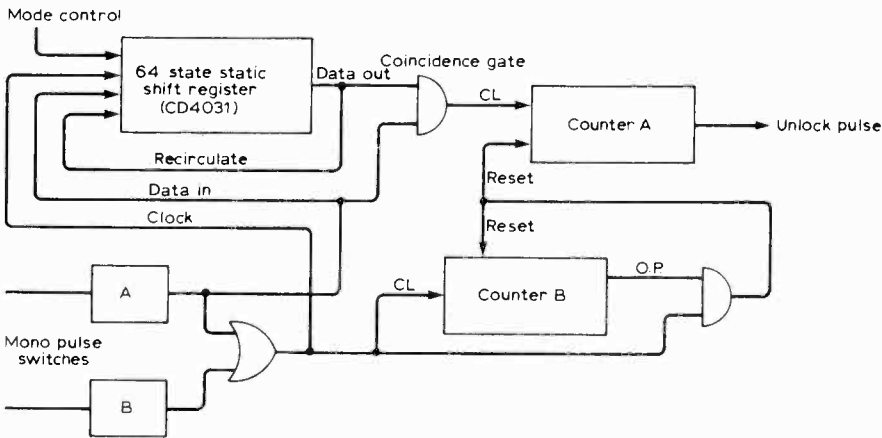 Mode control
64 state static
shift register
(CD4031)
Data out
Coincidence gate
CL
Counter A
Unlock pulse
Recirculate
Data in
Clock
Reset
Reset
A
CL
Counter B
O.P.
Mono pulse
switches
B